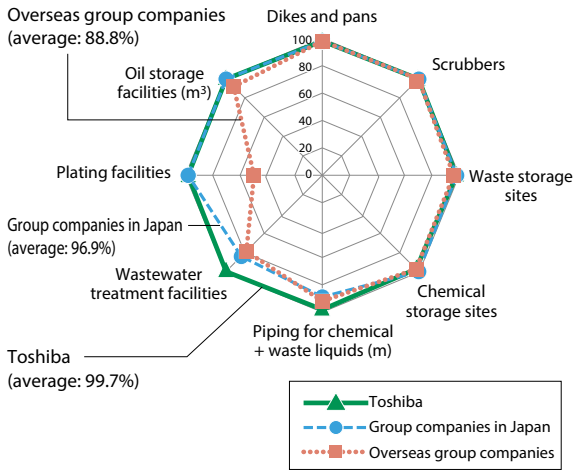 Overseas group companies
(average: 88.8%)
Dikes and pans
Oil storage
facilities (m³)
Scrubbers
100
80
60
40
20
0
Plating facilities
Waste storage
sites
Group companies in Japan
(average: 96.9%)
Wastewater
treatment facilities
Chemical
storage sites
Piping for chemical
+ waste liquids (m)
Toshiba
(average: 99.7%)
Toshiba
Group companies in Japan
Overseas group companies